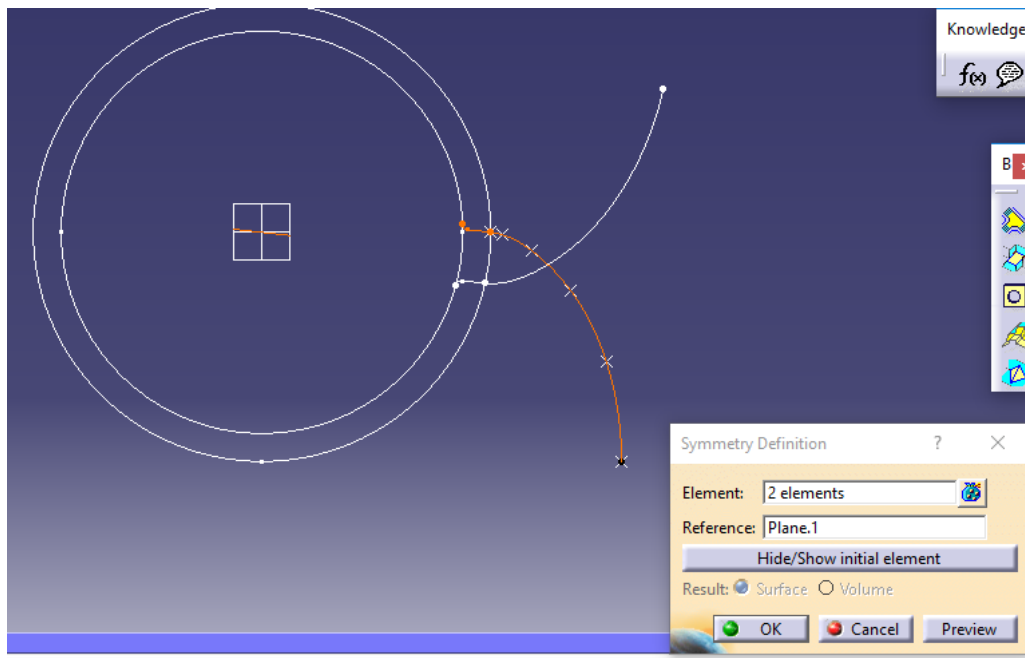 Knowledge
f(x)
B
Symmetry Definition ? ×
Element: 2 elements
Reference: Plane.1
Hide/Show initial element
Result: Surface Volume
OK Cancel Preview